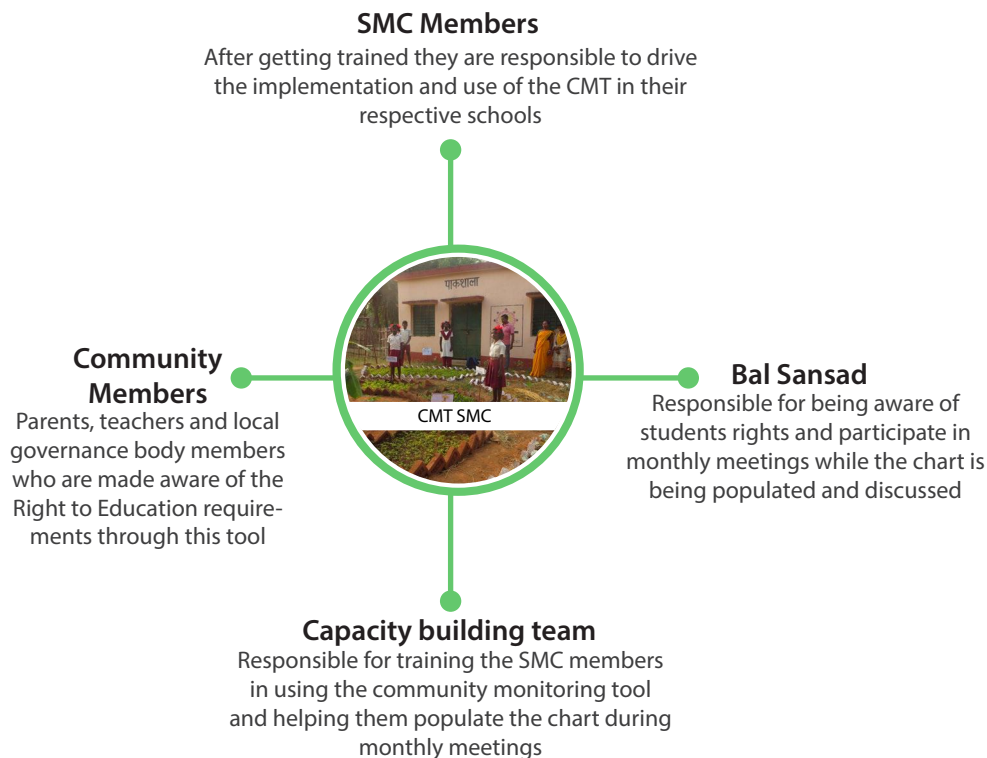 SMC Members
After getting trained they are responsible to drive
the implementation and use of the CMT in their
respective schools
पाकशाला
CMT SMC
Community
Members
Parents, teachers and local
governance body members
who are made aware of the
Right to Education require-
ments through this tool
Bal Sansad
Responsible for being aware of
students rights and participate in
monthly meetings while the chart is
being populated and discussed
Capacity building team
Responsible for training the SMC members
in using the community monitoring tool
and helping them populate the chart during
monthly meetings